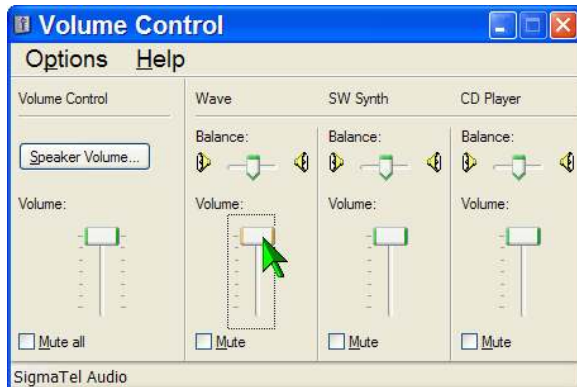 Volume Control
Options Help
Volume Control Wave SW Synth CD Player
Balance: Balance: Balance:
Speaker Volume...
Volume: Volume: Volume: Volume:
Mute all Mute Mute Mute
SigmaTel Audio